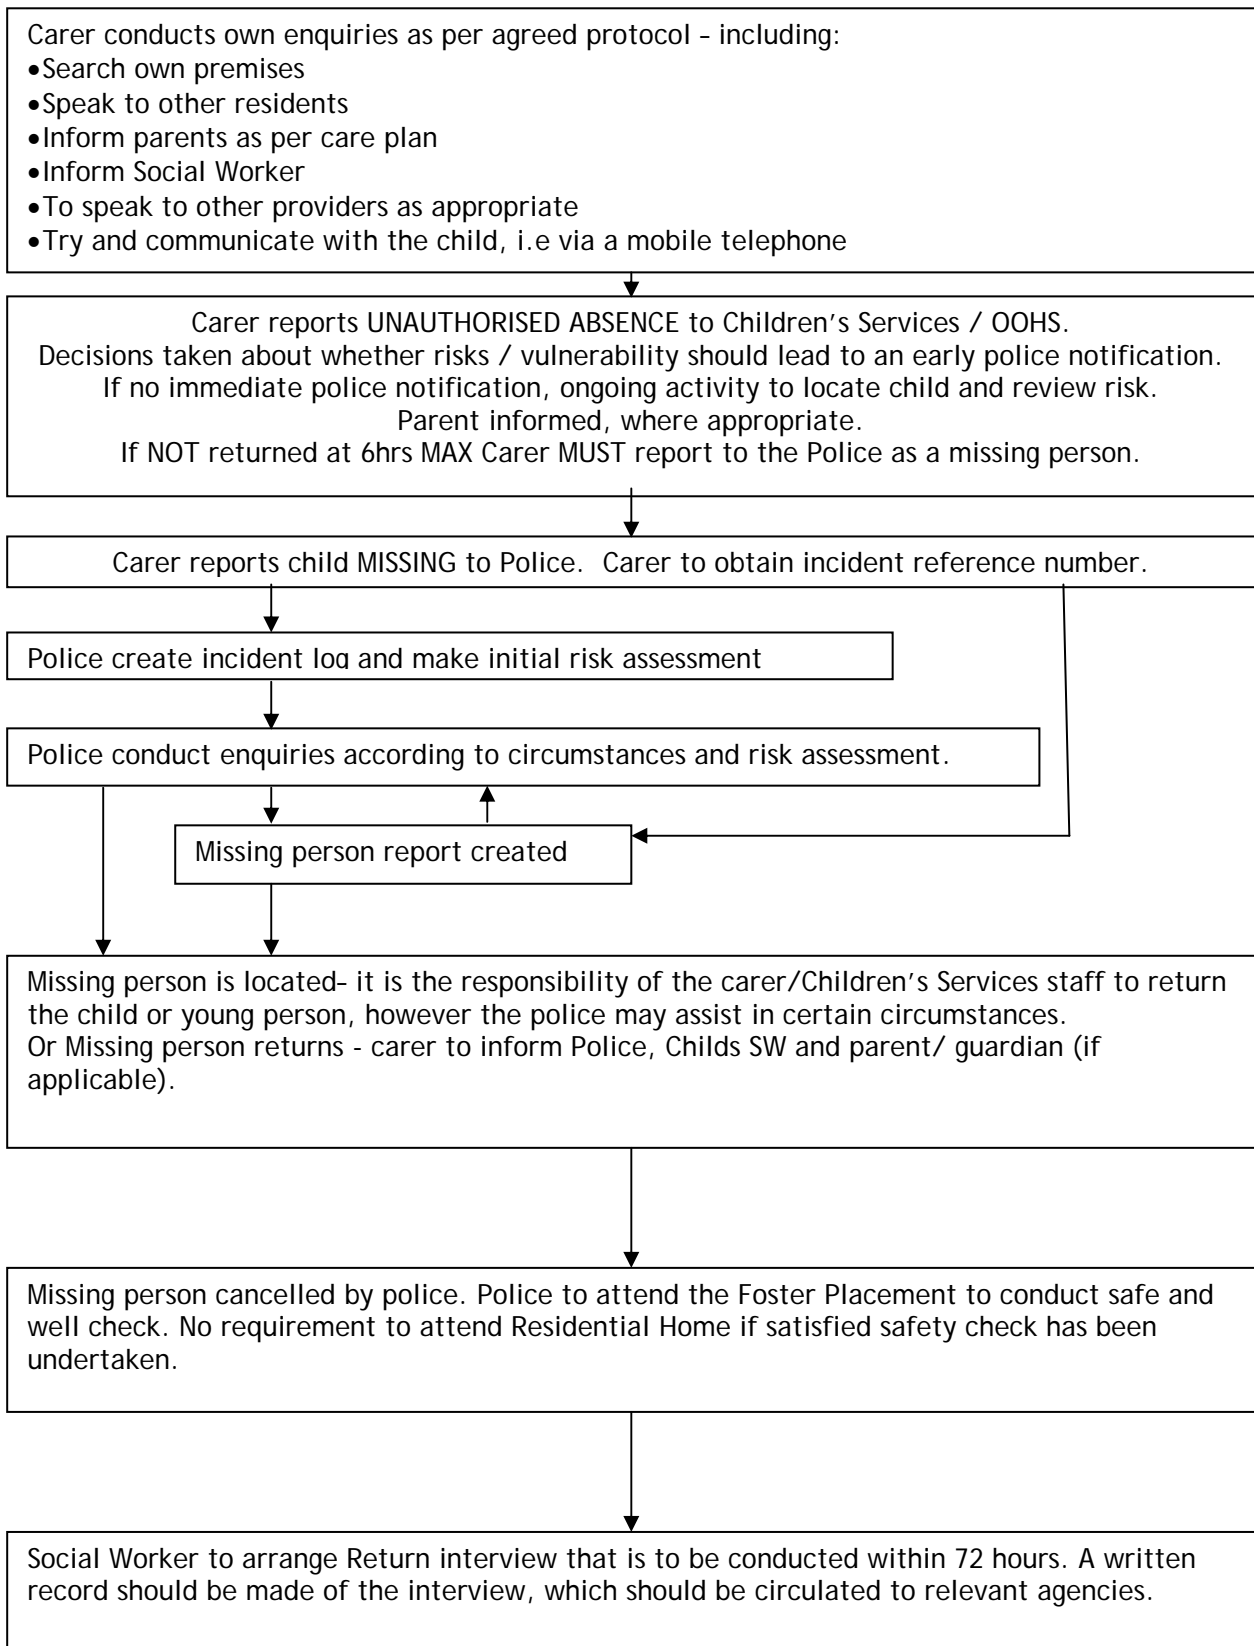 Carer conducts own enquiries as per agreed protocol – including:
•Search own premises
•Speak to other residents
•Inform parents as per care plan
•Inform Social Worker
•To speak to other providers as appropriate
•Try and communicate with the child, i.e via a mobile telephone
Carer reports UNAUTHORISED ABSENCE to Children’s Services / OOHS.
Decisions taken about whether risks / vulnerability should lead to an early police notification.
If no immediate police notification, ongoing activity to locate child and review risk.
Parent informed, where appropriate.
If NOT returned at 6hrs MAX Carer MUST report to the Police as a missing person.
Carer reports child MISSING to Police.  Carer to obtain incident reference number.
Police create incident log and make initial risk assessment
Police conduct enquiries according to circumstances and risk assessment.
Missing person report created
Missing person is located– it is the responsibility of the carer/Children’s Services staff to return
the child or young person, however the police may assist in certain circumstances.
Or Missing person returns - carer to inform Police, Childs SW and parent/ guardian (if
applicable).
Missing person cancelled by police. Police to attend the Foster Placement to conduct safe and
well check. No requirement to attend Residential Home if satisfied safety check has been
undertaken.
Social Worker to arrange Return interview that is to be conducted within 72 hours. A written
record should be made of the interview, which should be circulated to relevant agencies.